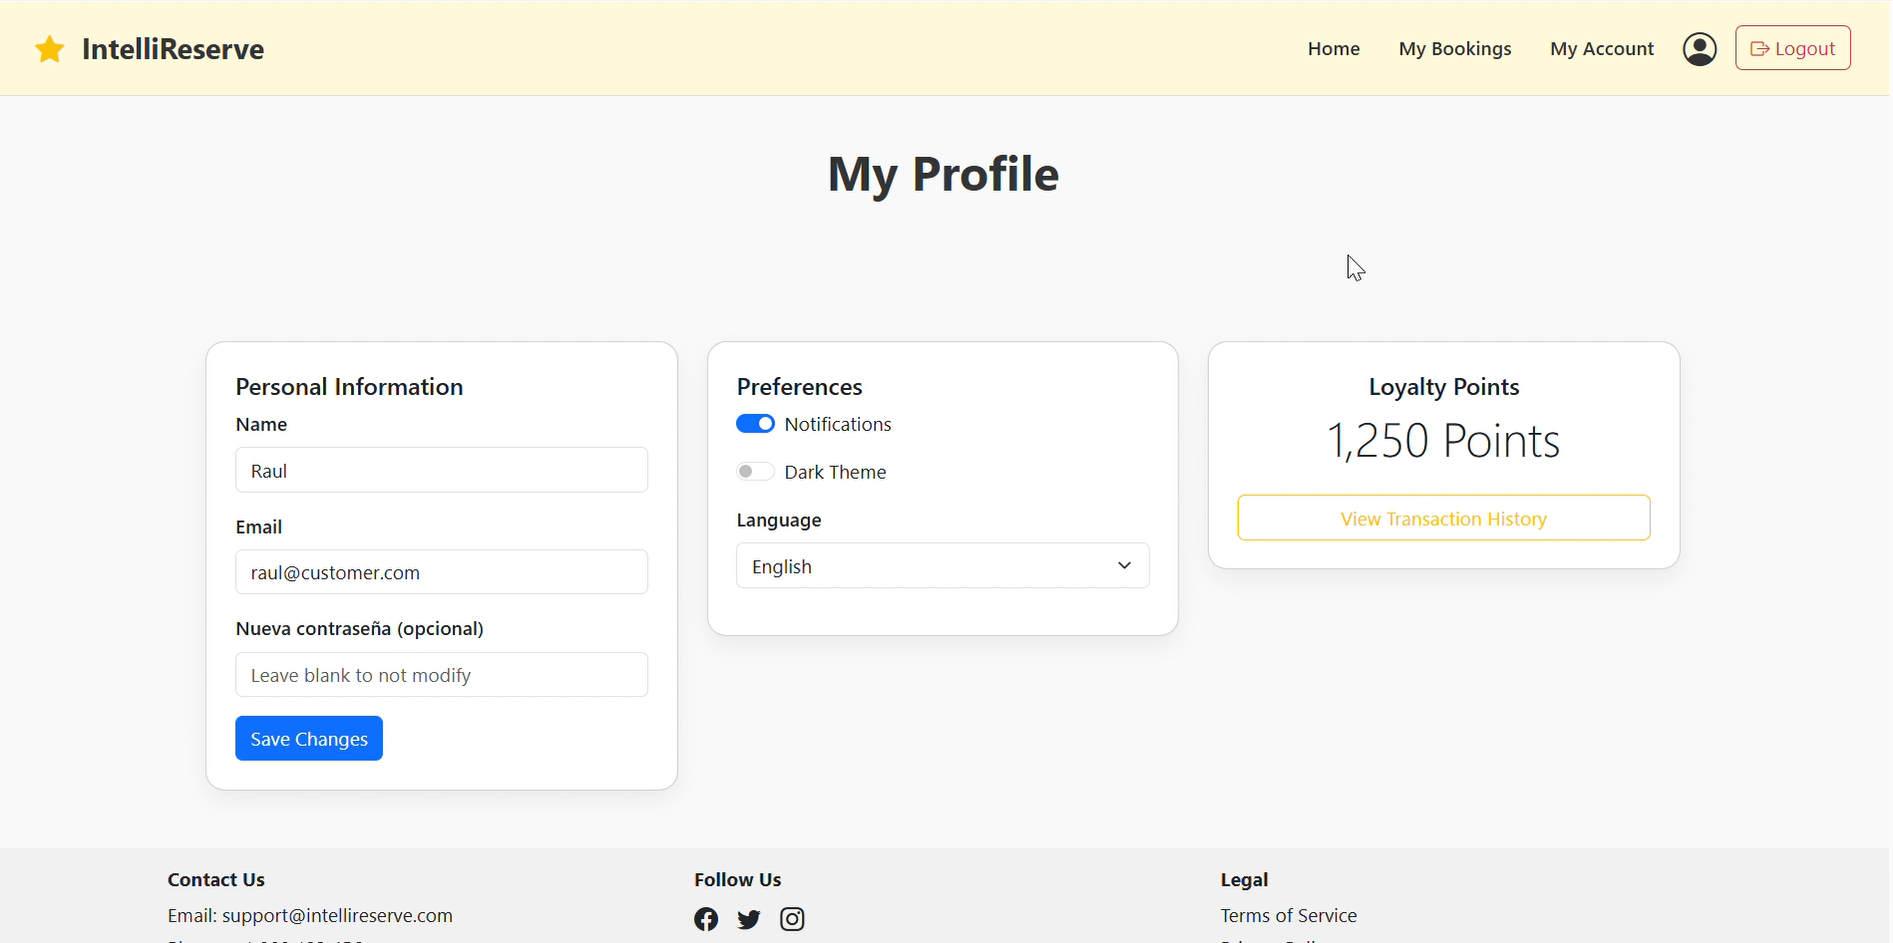 IntelliReserve
Home
My Bookings
My Account
Logout
My Profile
Personal Information
Name
Raul
Email
raul@customer.com
Nueva contraseña (opcional)
Leave blank to not modify
Save Changes
Preferences
Notifications
Dark Theme
Language
English
Loyalty Points
1,250 Points
View Transaction History
Contact Us
Email: support@intellireserve.com
Follow Us
Legal
Terms of Service